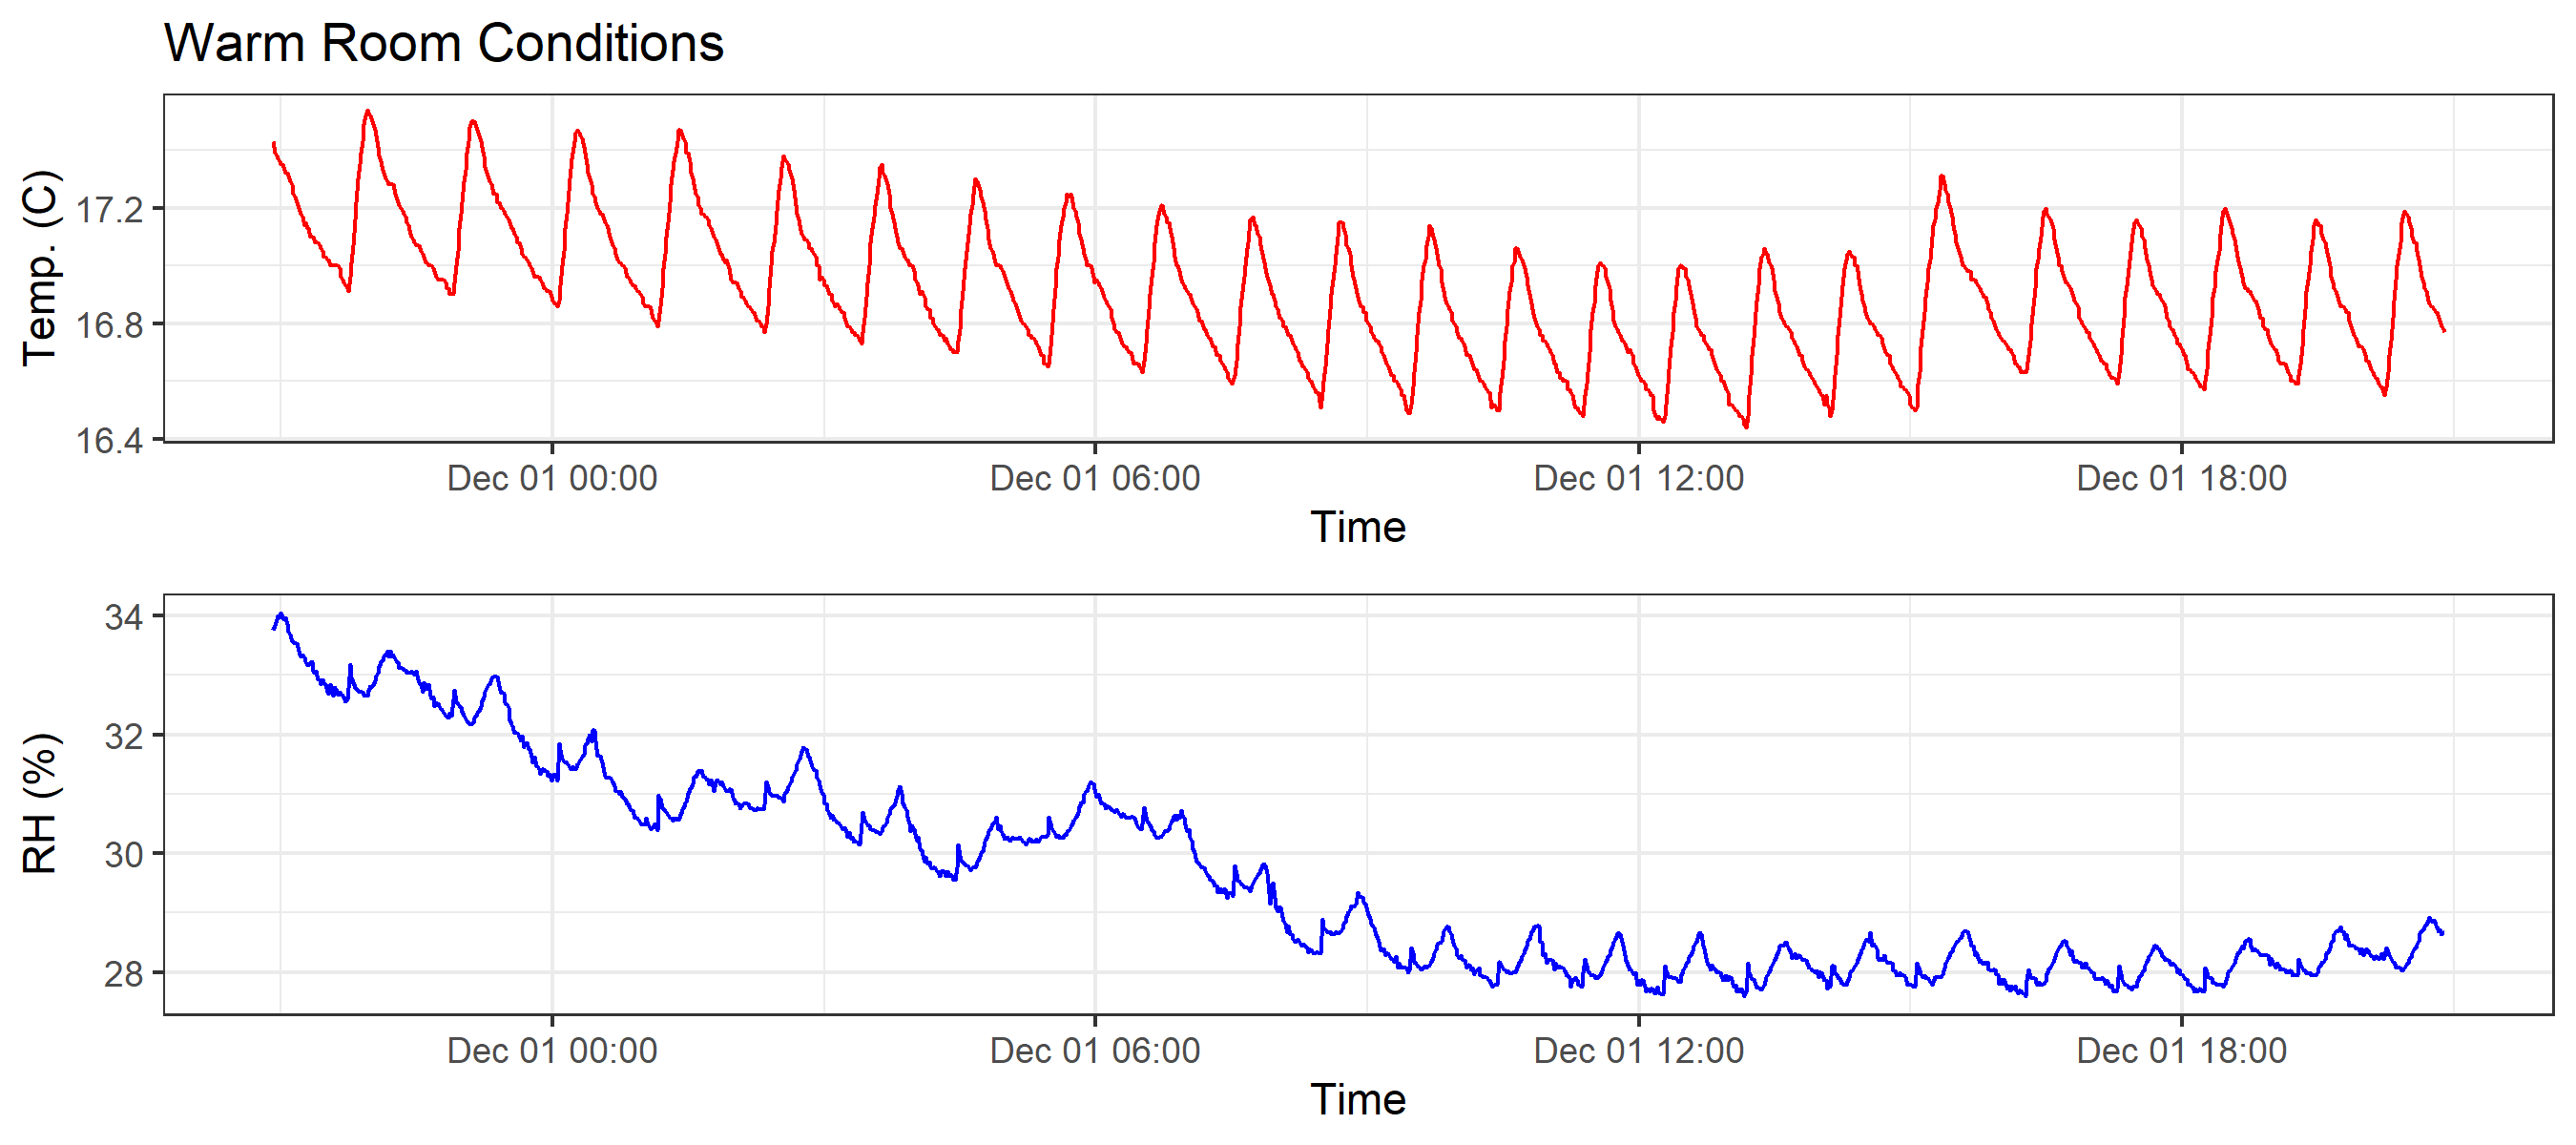 Warm Room Conditions
Temp. (C)
17.2
16.8
16.4
Dec 01 00:00 Dec 01 06:00 Dec 01 12:00 Dec 01 18:00
Time
RH (%)
34
32
30
28
Dec 01 00:00 Dec 01 06:00 Dec 01 12:00 Dec 01 18:00
Time